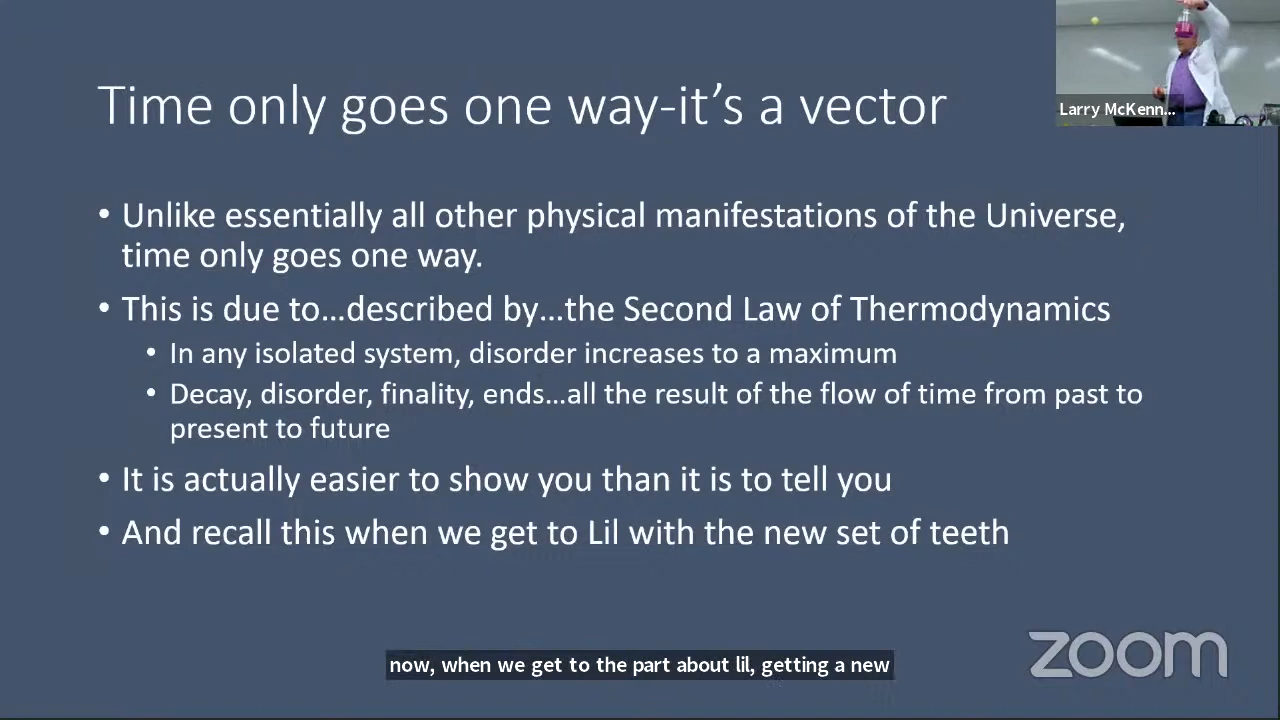 Time only goes one way-it’s a vector
Larry McKenn...
• Unlike essentially all other physical manifestations of the Universe,
time only goes one way.
• This is due to…described by…the Second Law of Thermodynamics
• In any isolated system, disorder increases to a maximum
• Decay, disorder, finality, ends…all the result of the flow of time from past to
present to future
• It is actually easier to show you than it is to tell you
• And recall this when we get to Lil with the new set of teeth
now, when we get to the part about lil, getting a new
zoom